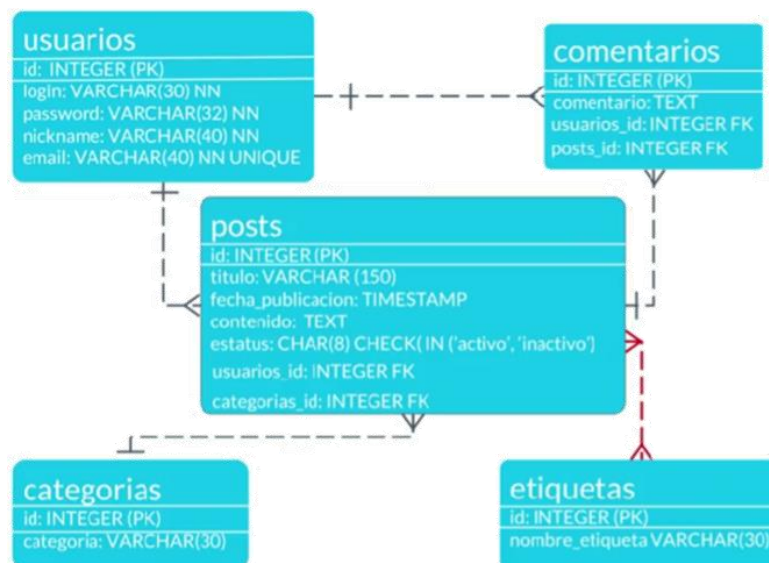 usuarios
id: INTEGER (PK)
login: VARCHAR(30) NN
password: VARCHAR(32) NN
nickname: VARCHAR(40) NN
email: VARCHAR(40) NN UNIQUE
comentarios
id: INTEGER (PK)
comentario: TEXT
usuarios_id: INTEGER FK
posts_id: INTEGER FK
posts
id: INTEGER (PK)
titulo: VARCHAR (150)
fecha_publicacion: TIMESTAMP
contenido: TEXT
estatus: CHAR(8) CHECK( IN ('activo', 'inactivo')
usuarios_id: INTEGER FK
categorias_id: INTEGER FK
categorias
id: INTEGER (PK)
categoria: VARCHAR(30)
etiquetas
id: INTEGER (PK)
nombre_etiqueta VARCHAR(30)